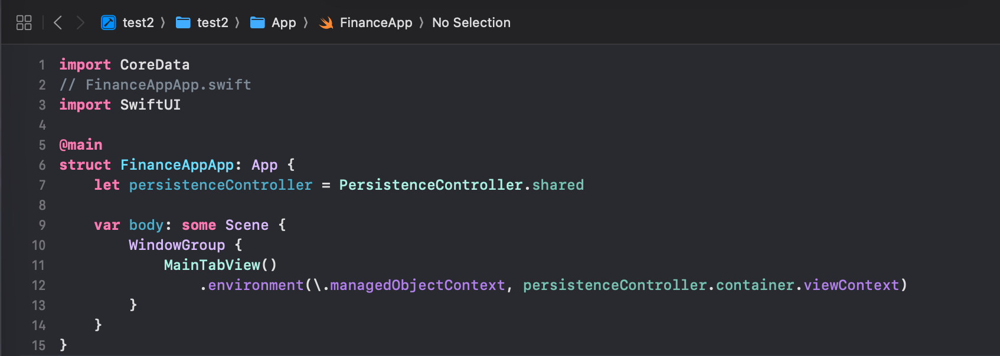 test2 〉 test2 〉 App 〉 FinanceApp 〉 No Selection
1 import CoreData
2 // FinanceAppApp.swift
3 import SwiftUI
4
5 @main
6 struct FinanceAppApp: App {
7     let persistenceController = PersistenceController.shared
8
9     var body: some Scene {
10         WindowGroup {
11             MainTabView()
12                 .environment(\.managedObjectContext, persistenceController.container.viewContext)
13         }
14     }
15 }